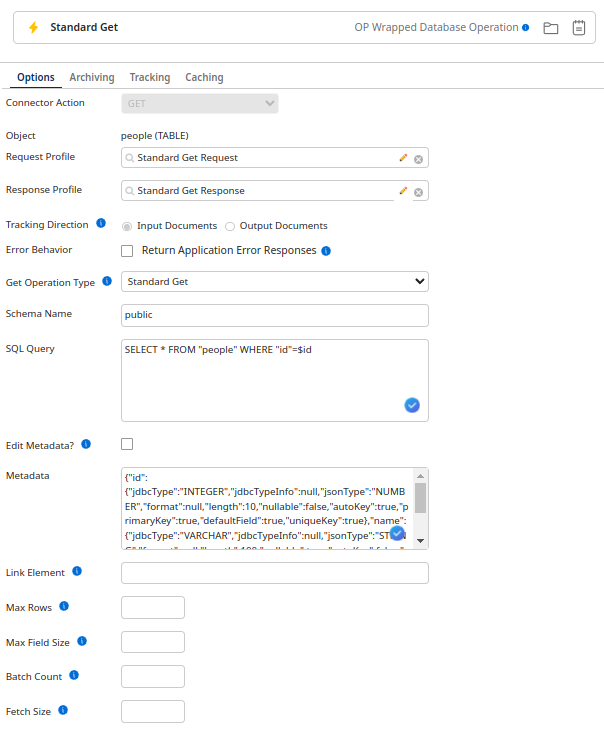 Standard Get
OP Wrapped Database Operation
Options Archiving Tracking Caching
Connector Action GET
Object people (TABLE)
Request Profile Standard Get Request
Response Profile Standard Get Response
Tracking Direction Input Documents Output Documents
Error Behavior Return Application Error Responses
Get Operation Type Standard Get
Schema Name public
SQL Query SELECT * FROM "people" WHERE "id"=$id
Edit Metadata?
Metadata {"id":
{"jdbcType":"INTEGER","jdbcTypeInfo":null,"jsonType":"NUMB
ER","format":null,"length":10,"nullable":false,"autoKey":true,"p
rimaryKey":true,"defaultField":true,"uniqueKey":true},"name":
{"jdbcType":"VARCHAR","jdbcTypeInfo":null,"jsonType":
Link Element
Max Rows
Max Field Size
Batch Count
Fetch Size